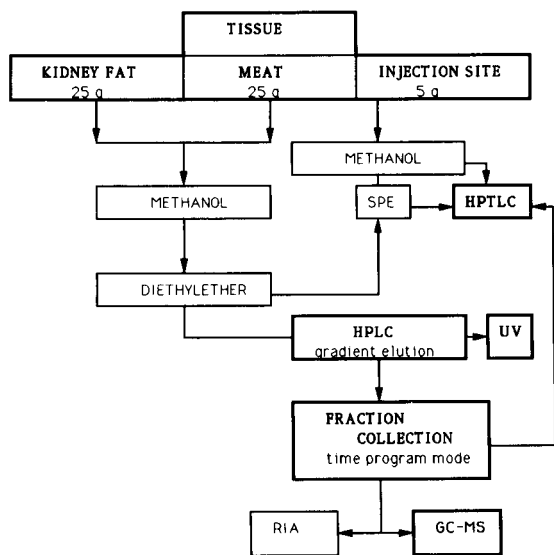 TISSUE
KIDNEY FAT
25 g
MEAT
25 g
INJECTION SITE
5 g
METHANOL
METHANOL
SPE
HPTLC
DIETHYLETHER
HPLC
gradient elution
UV
FRACTION
COLLECTION
time program mode
RIA
GC-MS